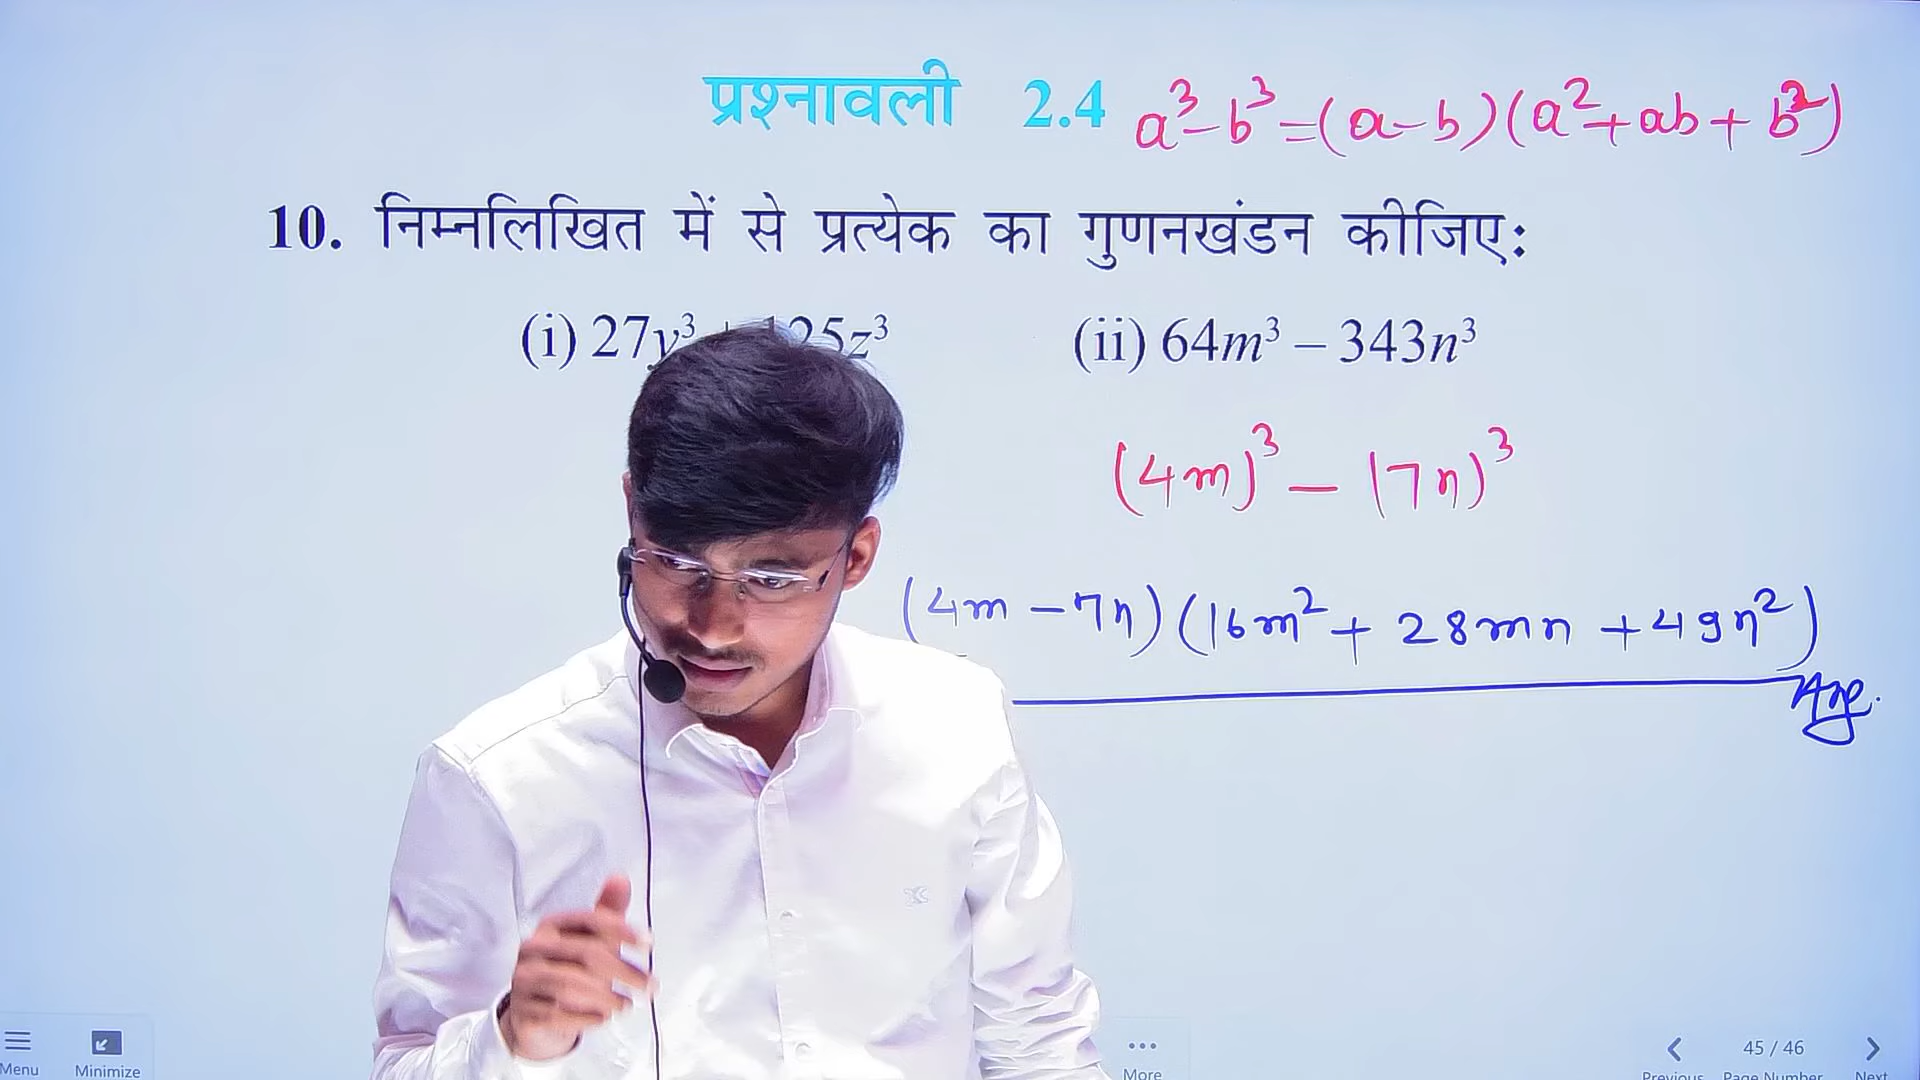 प्रश्नावली 2.4 a³-b³=(a-b)(a²+ab+b²)
10. निम्नलिखित में से प्रत्येक का गुणनखंडन कीजिए:
(i) 27y³ + 125z³ (ii) 64m³ – 343n³
(4m)³ – (7n)³
(4m – 7n)(16m² + 28mn + 49n²)
Ans.
Menu Minimize More Previous 45 / 46 Page Number Next